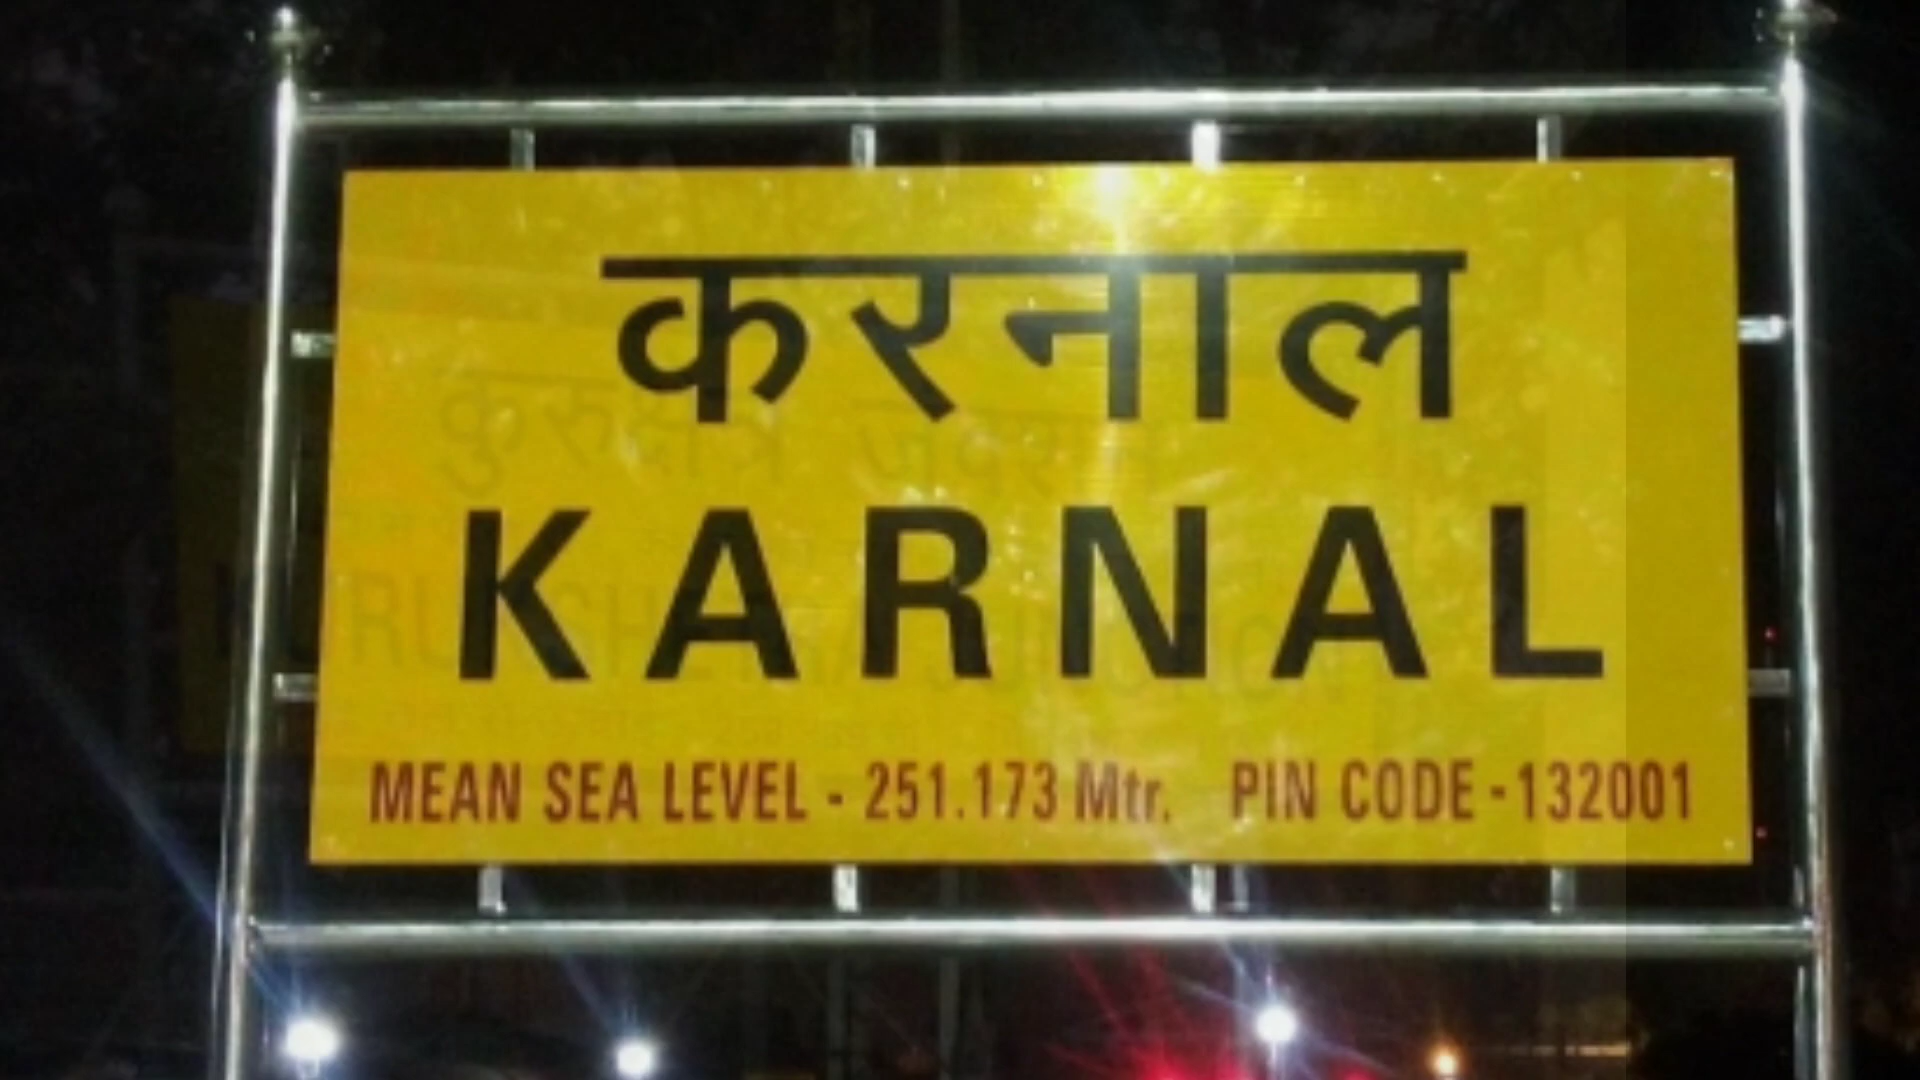 करनाल
KARNAL
MEAN SEA LEVEL - 251.173 Mtr. PIN CODE - 132001